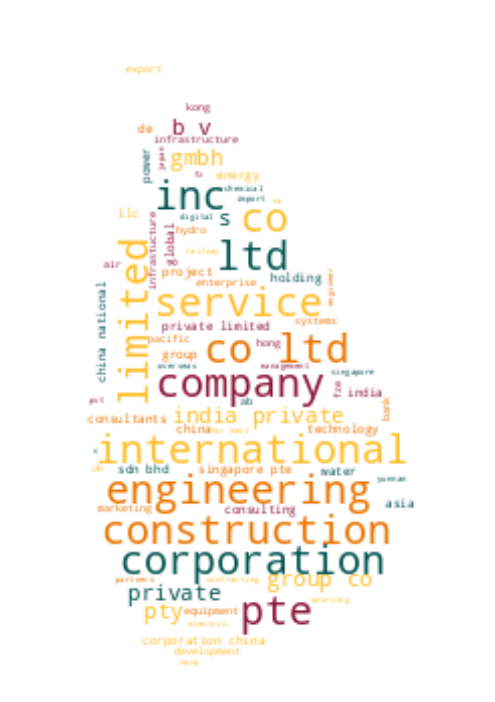 export
kong
de
b v
infrastructure
power
japan
gmbh
energy
chemical
inc
import
llc
digital
s
co
infrastucture
global
hydro
ltd
railway
air
project
holding
enterprise
engineer
china national
limited
service
private limited
systems
pacific
co ltd
hong
group
overseas
management
singapore
company
fze
india
pvt
ab
bank
consultants
india private
china
far east
technology
international
uk
sdn bhd
singapore pte
water
yunnan
engineering
asia
marketing
consulting
construction
corporation
partners
contracting
group co
private
sourcing
pte
pty
equipment
electric
corporation china
development
corp